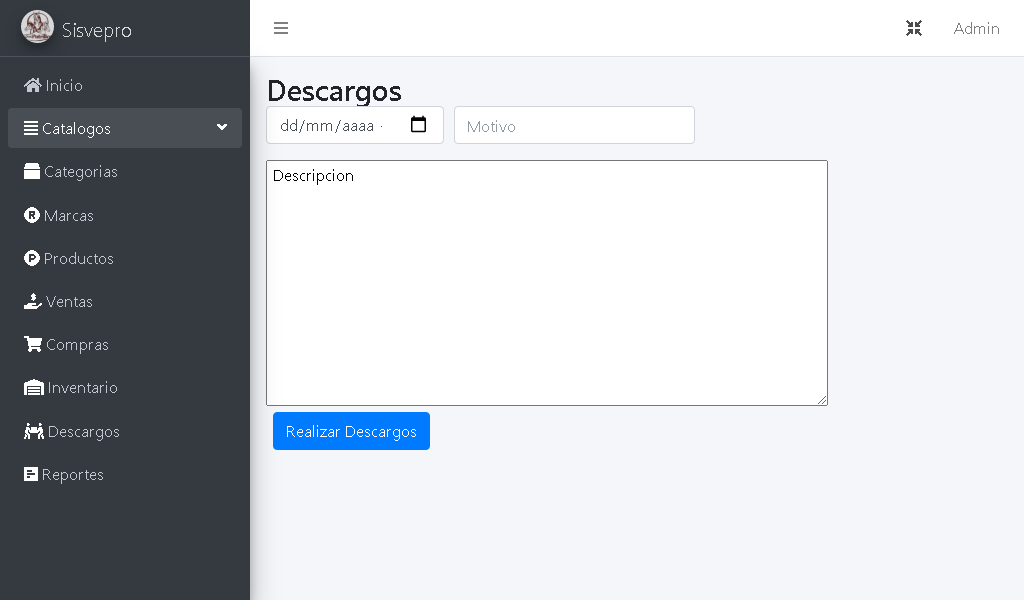 Sisvepro
Admin
Inicio
Catalogos
Categorias
Marcas
Productos
Ventas
Compras
Inventario
Descargos
Reportes
Descargos
dd/mm/aaaa
Motivo
Descripcion
Realizar Descargos